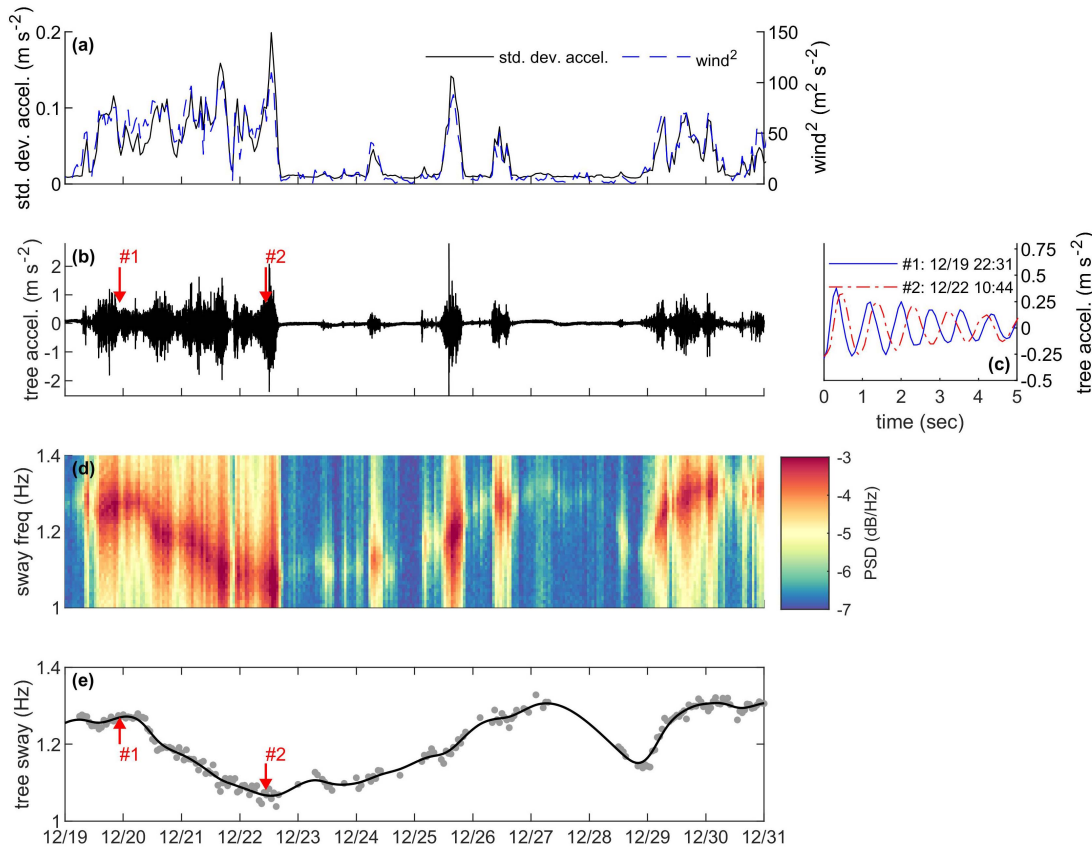 (a)
std. dev. accel.
wind²
0.2
0.1
0
std. dev. accel. (m s⁻²)
150
100
50
0
wind² (m² s⁻²)
(b)
#1
#2
2
1
0
-1
-2
tree accel. (m s⁻²)
#1: 12/19 22:31
#2: 12/22 10:44
(c)
0.75
0.5
0.25
0
-0.25
-0.5
tree accel. (m s⁻²)
0 1 2 3 4 5
time (sec)
(d)
1.4
1.2
1
sway freq (Hz)
-3
-4
-5
-6
-7
PSD (dB/Hz)
(e)
#1
#2
1.4
1.2
1
tree sway (Hz)
12/19 12/20 12/21 12/22 12/23 12/24 12/25 12/26 12/27 12/28 12/29 12/30 12/31